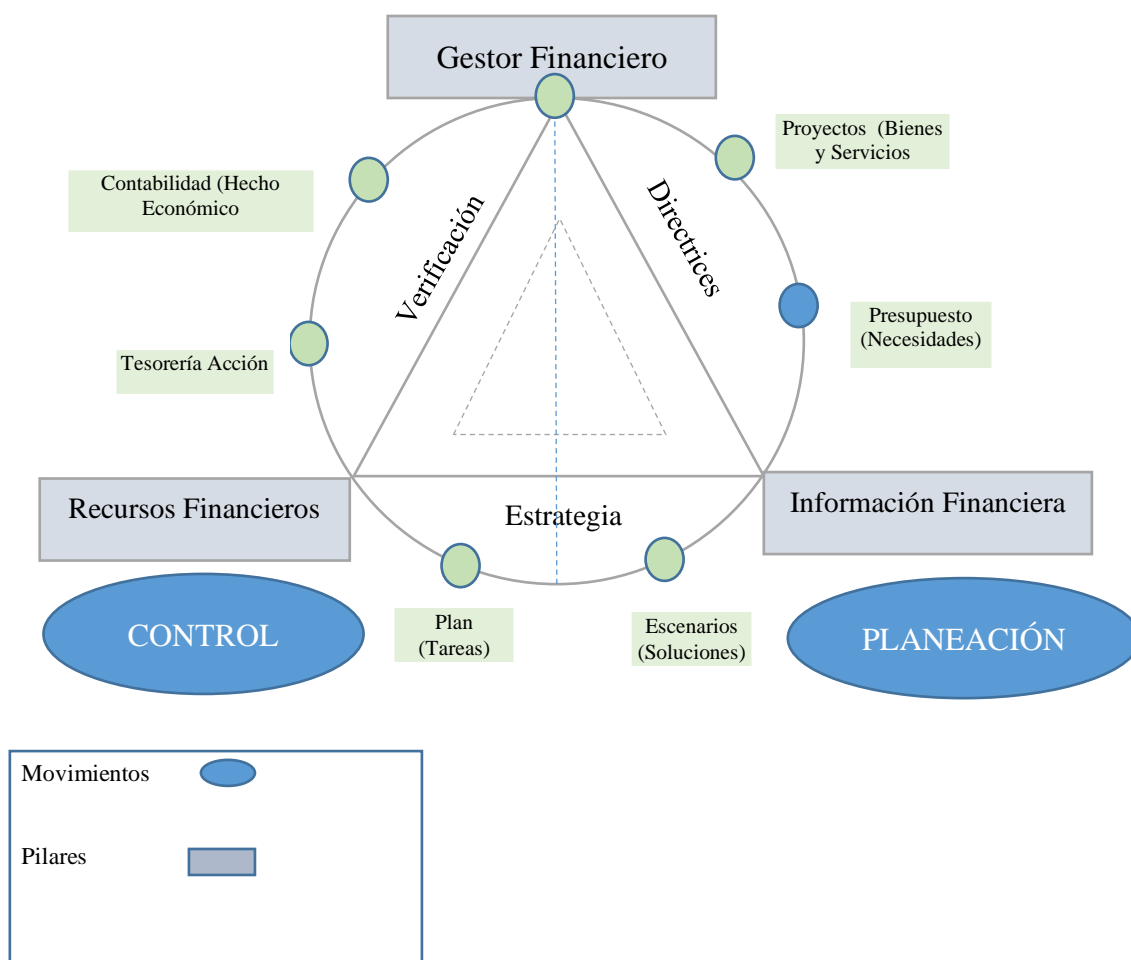 Gestor Financiero
Proyectos (Bienes
y Servicios
Contabilidad (Hecho
Económico
Verificación
Directrices
Presupuesto
(Necesidades)
Tesorería Acción
Recursos Financieros
Estrategia
Información Financiera
CONTROL
Plan
(Tareas)
Escenarios
(Soluciones)
PLANEACIÓN
Movimientos
Pilares